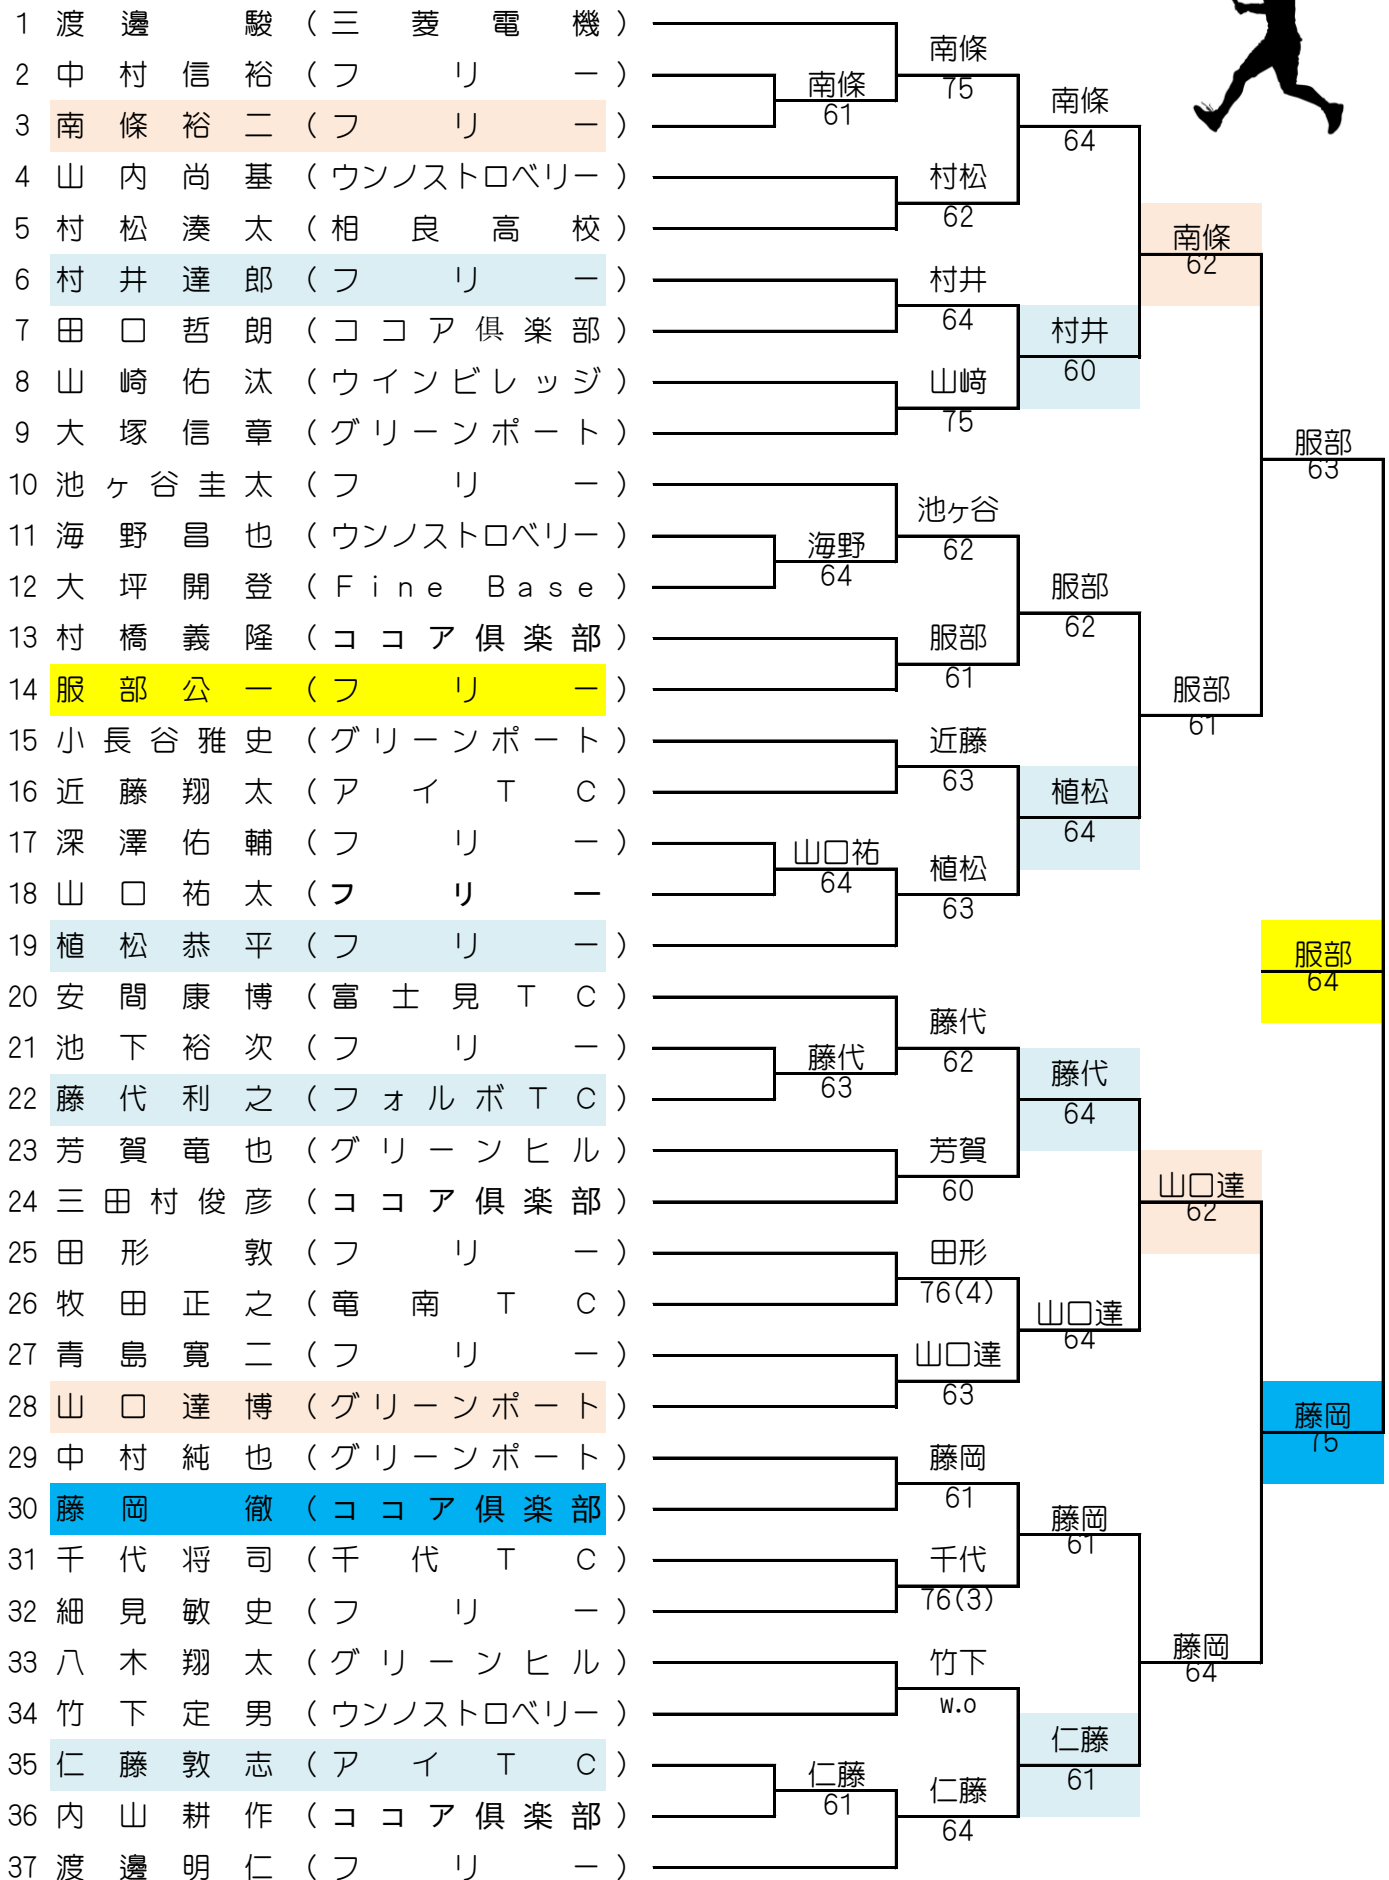 1 渡邊 駿 (三菱電機)
南條
2 中村信裕 (フリー)
南條 75 南條
3 南條裕二 (フリー)
61 64
4 山内尚基 (ウンノストロベリー)
村松
5 村松湊太 (相良高校)
62 南條
6 村井達郎 (フリー)
村井 62
7 田口哲朗 (ココア倶楽部)
64 村井
8 山崎佑汰 (ウインビレッジ)
山﨑 60
9 大塚信章 (グリーンポート)
75 服部
10 池ヶ谷圭太 (フリー)
池ヶ谷 63
11 海野昌也 (ウンノストロベリー)
海野 62
12 大坪開登 (Fine Base)
64 服部
13 村橋義隆 (ココア倶楽部)
服部 62
14 服部公一 (フリー)
61 服部
15 小長谷雅史 (グリーンポート)
近藤 61
16 近藤翔太 (アイTC)
63 植松
17 深澤佑輔 (フリー)
山口祐 植松 64
18 山口祐太 (フリー
64 63
19 植松恭平 (フリー)
服部
20 安間康博 (富士見TC)
藤代 64
21 池下裕次 (フリー)
藤代 62 藤代
22 藤代利之 (フォルボTC)
63 64
23 芳賀竜也 (グリーンヒル)
芳賀
24 三田村俊彦 (ココア倶楽部)
60 山口達
25 田形 敦 (フリー)
田形 62
26 牧田正之 (竜南TC)
76(4) 山口達
27 青島寛二 (フリー)
山口達 64
28 山口達博 (グリーンポート)
63 藤岡
29 中村純也 (グリーンポート)
藤岡 75
30 藤岡 徹 (ココア倶楽部)
61 藤岡
31 千代将司 (千代TC)
千代 61
32 細見敏史 (フリー)
76(3)
33 八木翔太 (グリーンヒル)
竹下 藤岡
34 竹下定男 (ウンノストロベリー)
w.o 64
35 仁藤敦志 (アイTC)
仁藤 仁藤 仁藤
36 内山耕作 (ココア倶楽部)
61 64 61
37 渡邊明仁 (フリー)